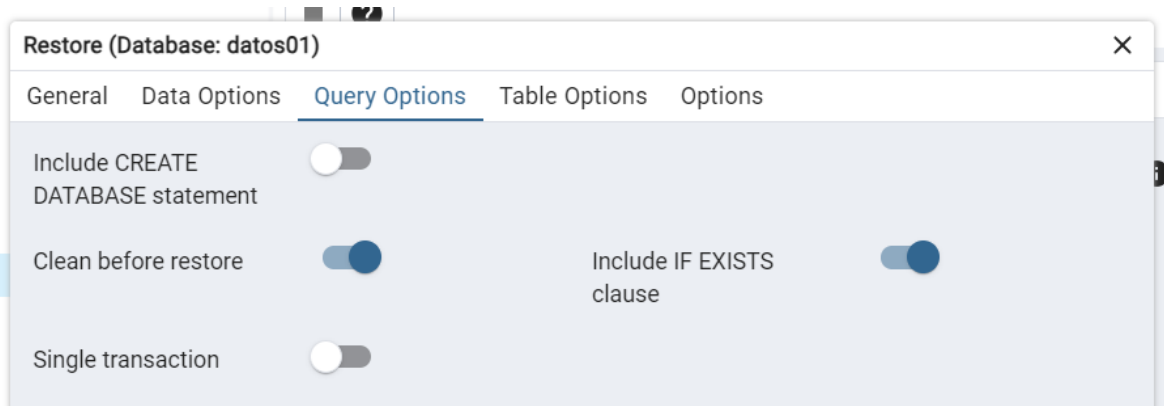 Restore (Database: datos01)
General Data Options Query Options Table Options Options
Include CREATE
DATABASE statement
Clean before restore
Include IF EXISTS
clause
Single transaction